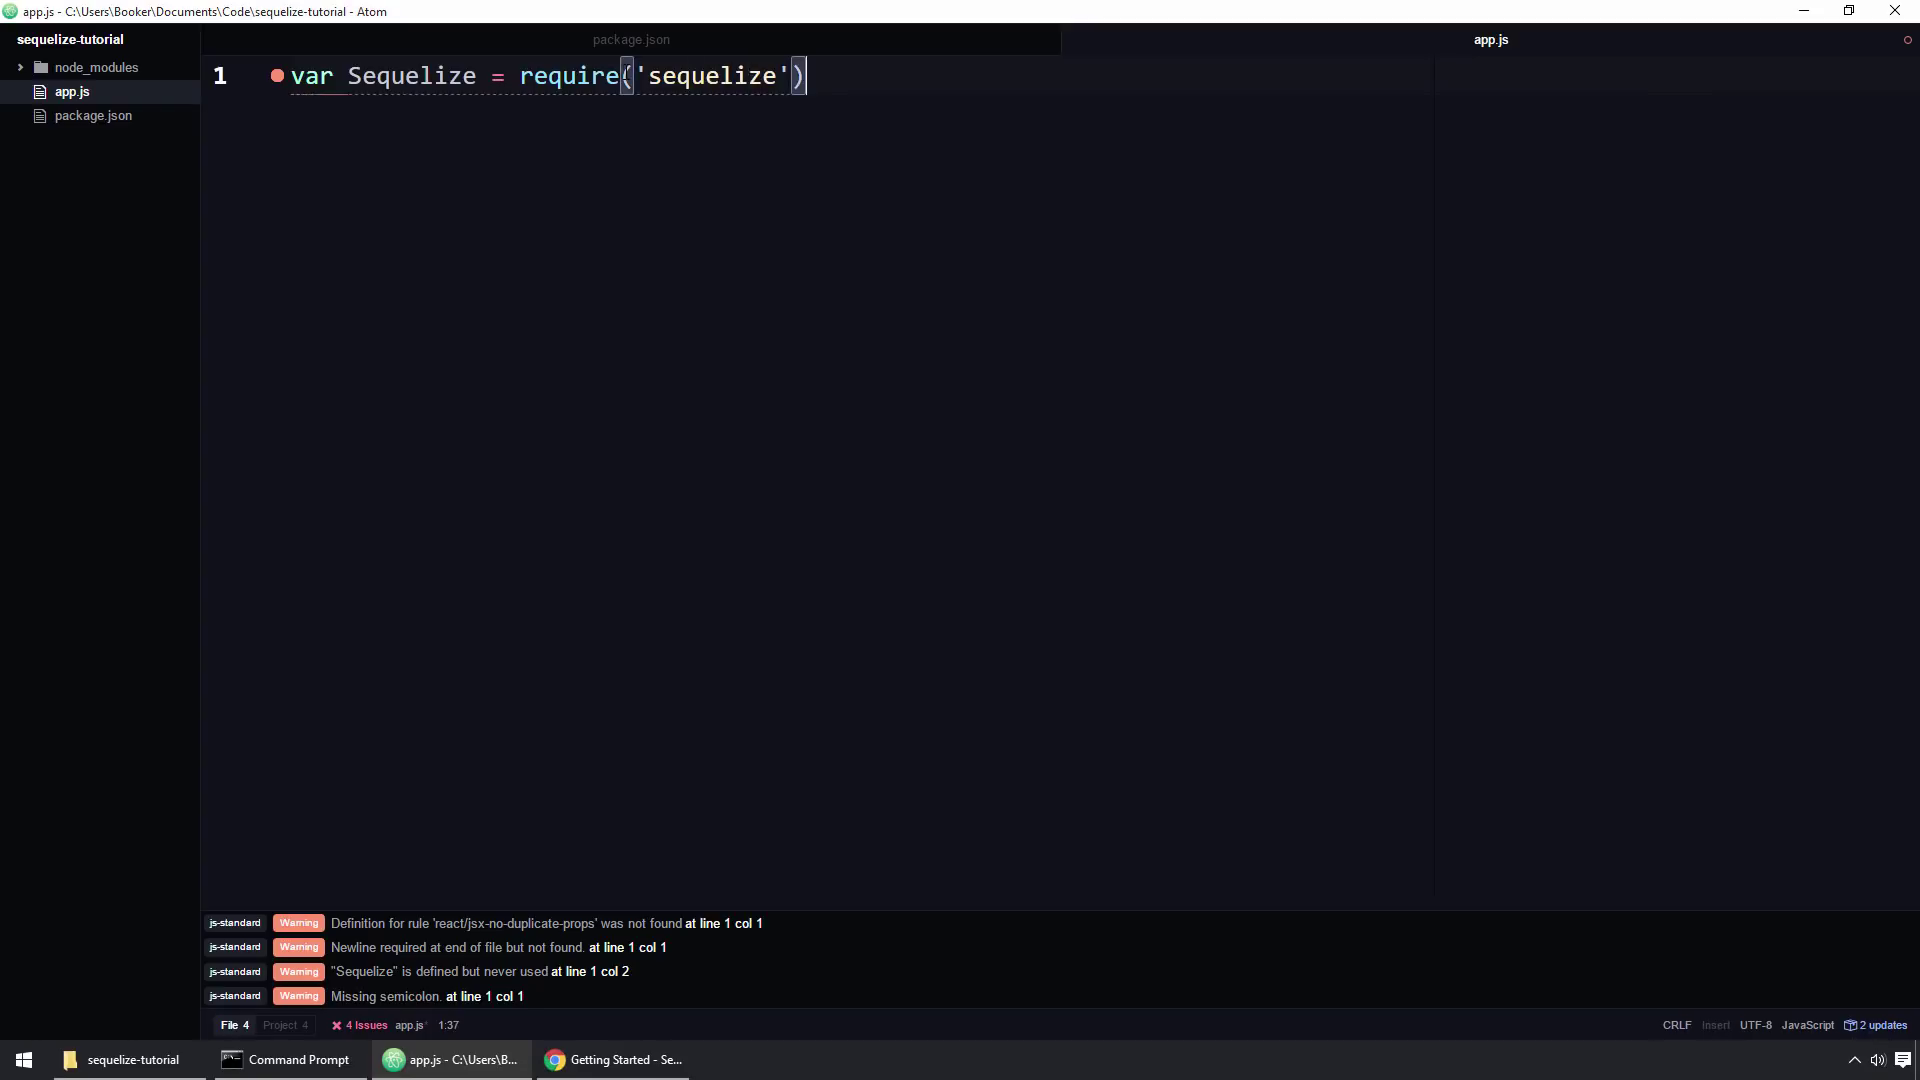 app.js - C:\Users\Booker\Documents\Code\sequelize-tutorial - Atom
sequelize-tutorial
package.json
app.js
node_modules
app.js
package.json
1 var Sequelize = require('sequelize')
js-standard Warning Definition for rule 'react/jsx-no-duplicate-props' was not found at line 1 col 1
js-standard Warning Newline required at end of file but not found. at line 1 col 1
js-standard Warning "Sequelize" is defined but never used at line 1 col 2
js-standard Warning Missing semicolon. at line 1 col 1
File 4 Project 4 4 Issues app.js* 1:37 CRLF Insert UTF-8 JavaScript 2 updates
sequelize-tutorial Command Prompt app.js - C:\Users\B... Getting Started - Se...